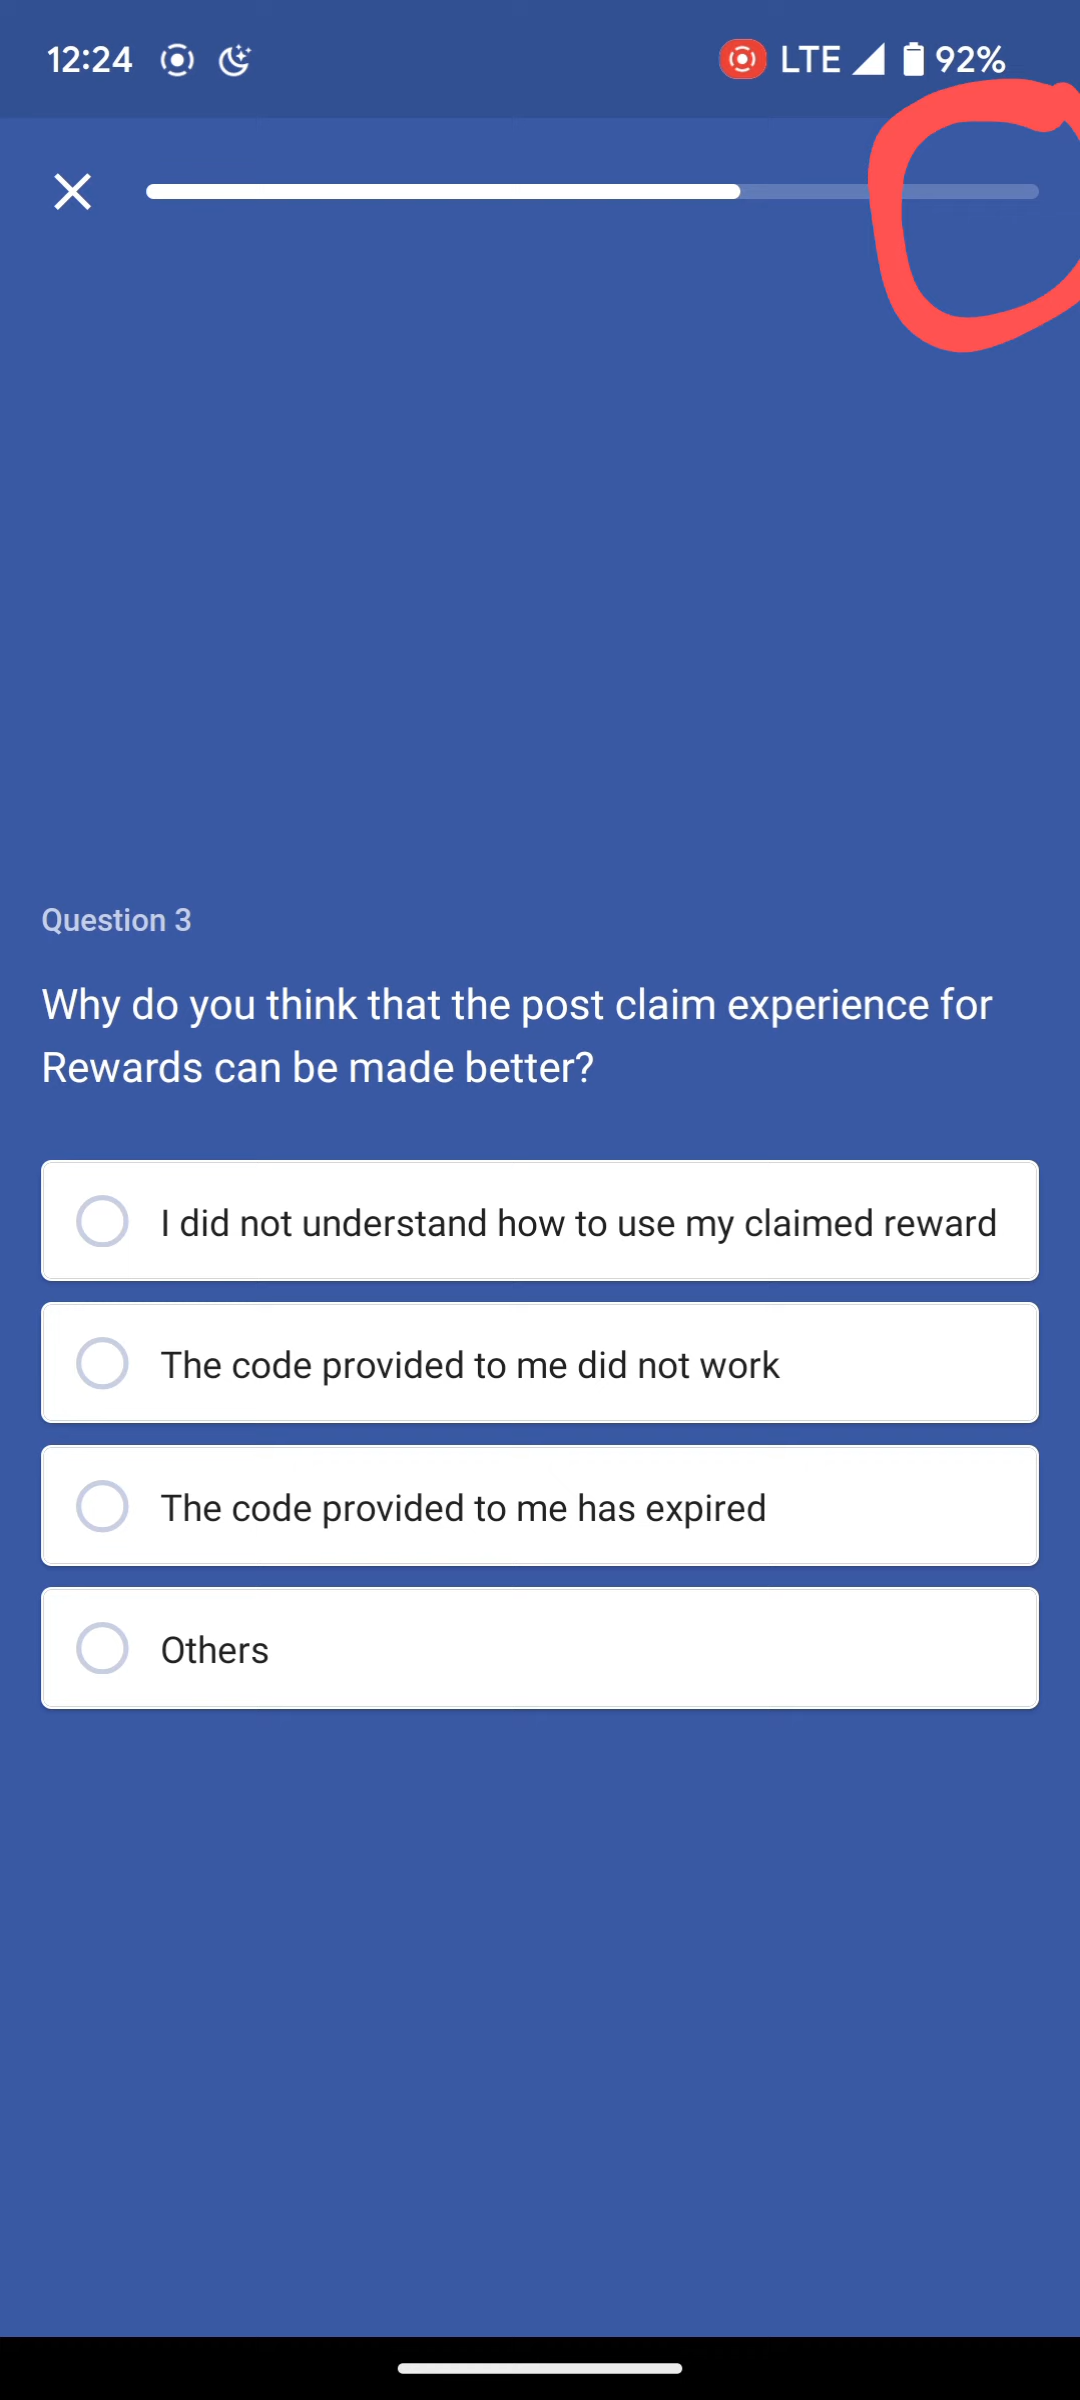 12:24 LTE 92%
Question 3
Why do you think that the post claim experience for
Rewards can be made better?
I did not understand how to use my claimed reward
The code provided to me did not work
The code provided to me has expired
Others